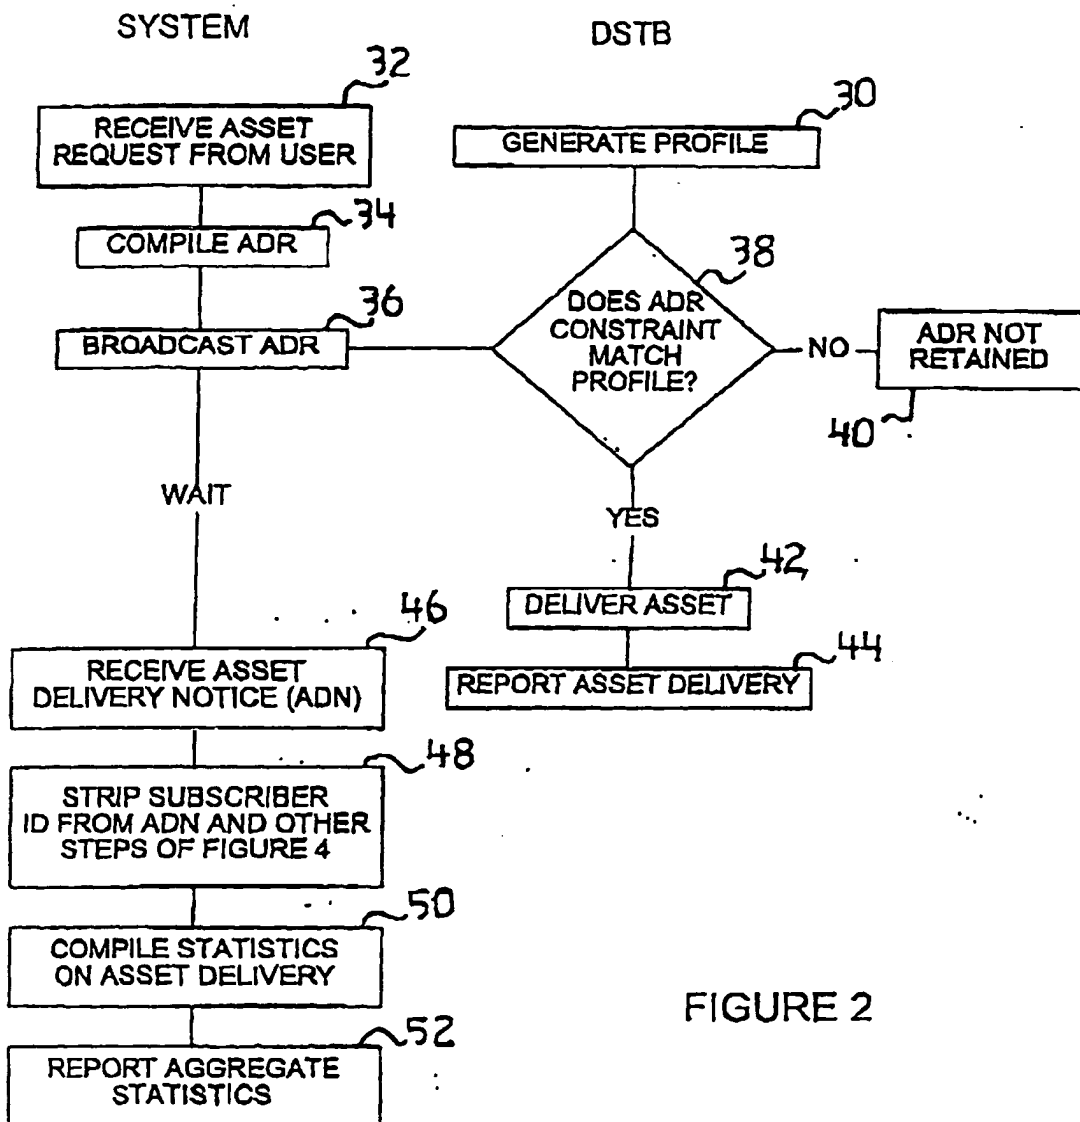 SYSTEM
DSTB
32
RECEIVE ASSET
REQUEST FROM USER
30
GENERATE PROFILE
34
COMPILE ADR
36
BROADCAST ADR
38
DOES ADR
CONSTRAINT
MATCH
PROFILE?
NO
ADR NOT
RETAINED
40
WAIT
YES
42
DELIVER ASSET
44
REPORT ASSET DELIVERY
46
RECEIVE ASSET
DELIVERY NOTICE (ADN)
48
STRIP SUBSCRIBER
ID FROM ADN AND OTHER
STEPS OF FIGURE 4
50
COMPILE STATISTICS
ON ASSET DELIVERY
52
REPORT AGGREGATE
STATISTICS
FIGURE 2